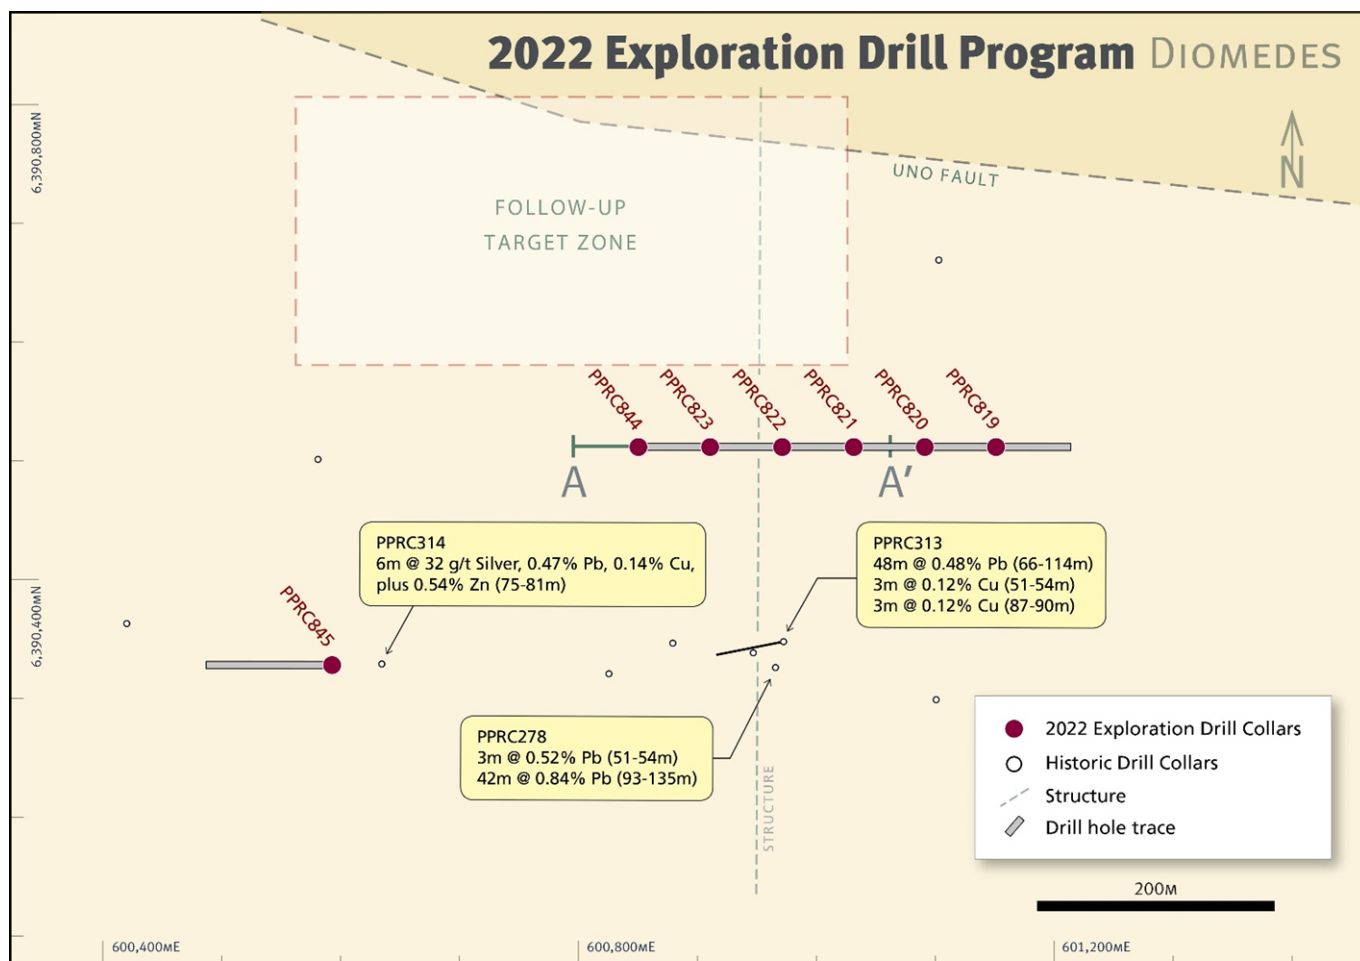 2022 Exploration Drill Program DIOMEDES
6,390,800mN
N
UNO FAULT
FOLLOW-UP
TARGET ZONE
PPRC844
PPRC823
PPRC822
PPRC821
PPRC820
PPRC819
A
A'
PPRC314
6m @ 32 g/t Silver, 0.47% Pb, 0.14% Cu,
plus 0.54% Zn (75-81m)
PPRC313
48m @ 0.48% Pb (66-114m)
3m @ 0.12% Cu (51-54m)
3m @ 0.12% Cu (87-90m)
6,390,400mN
PPRC845
PPRC278
3m @ 0.52% Pb (51-54m)
42m @ 0.84% Pb (93-135m)
STRUCTURE
2022 Exploration Drill Collars
Historic Drill Collars
Structure
Drill hole trace
200M
600,400mE
600,800mE
601,200mE